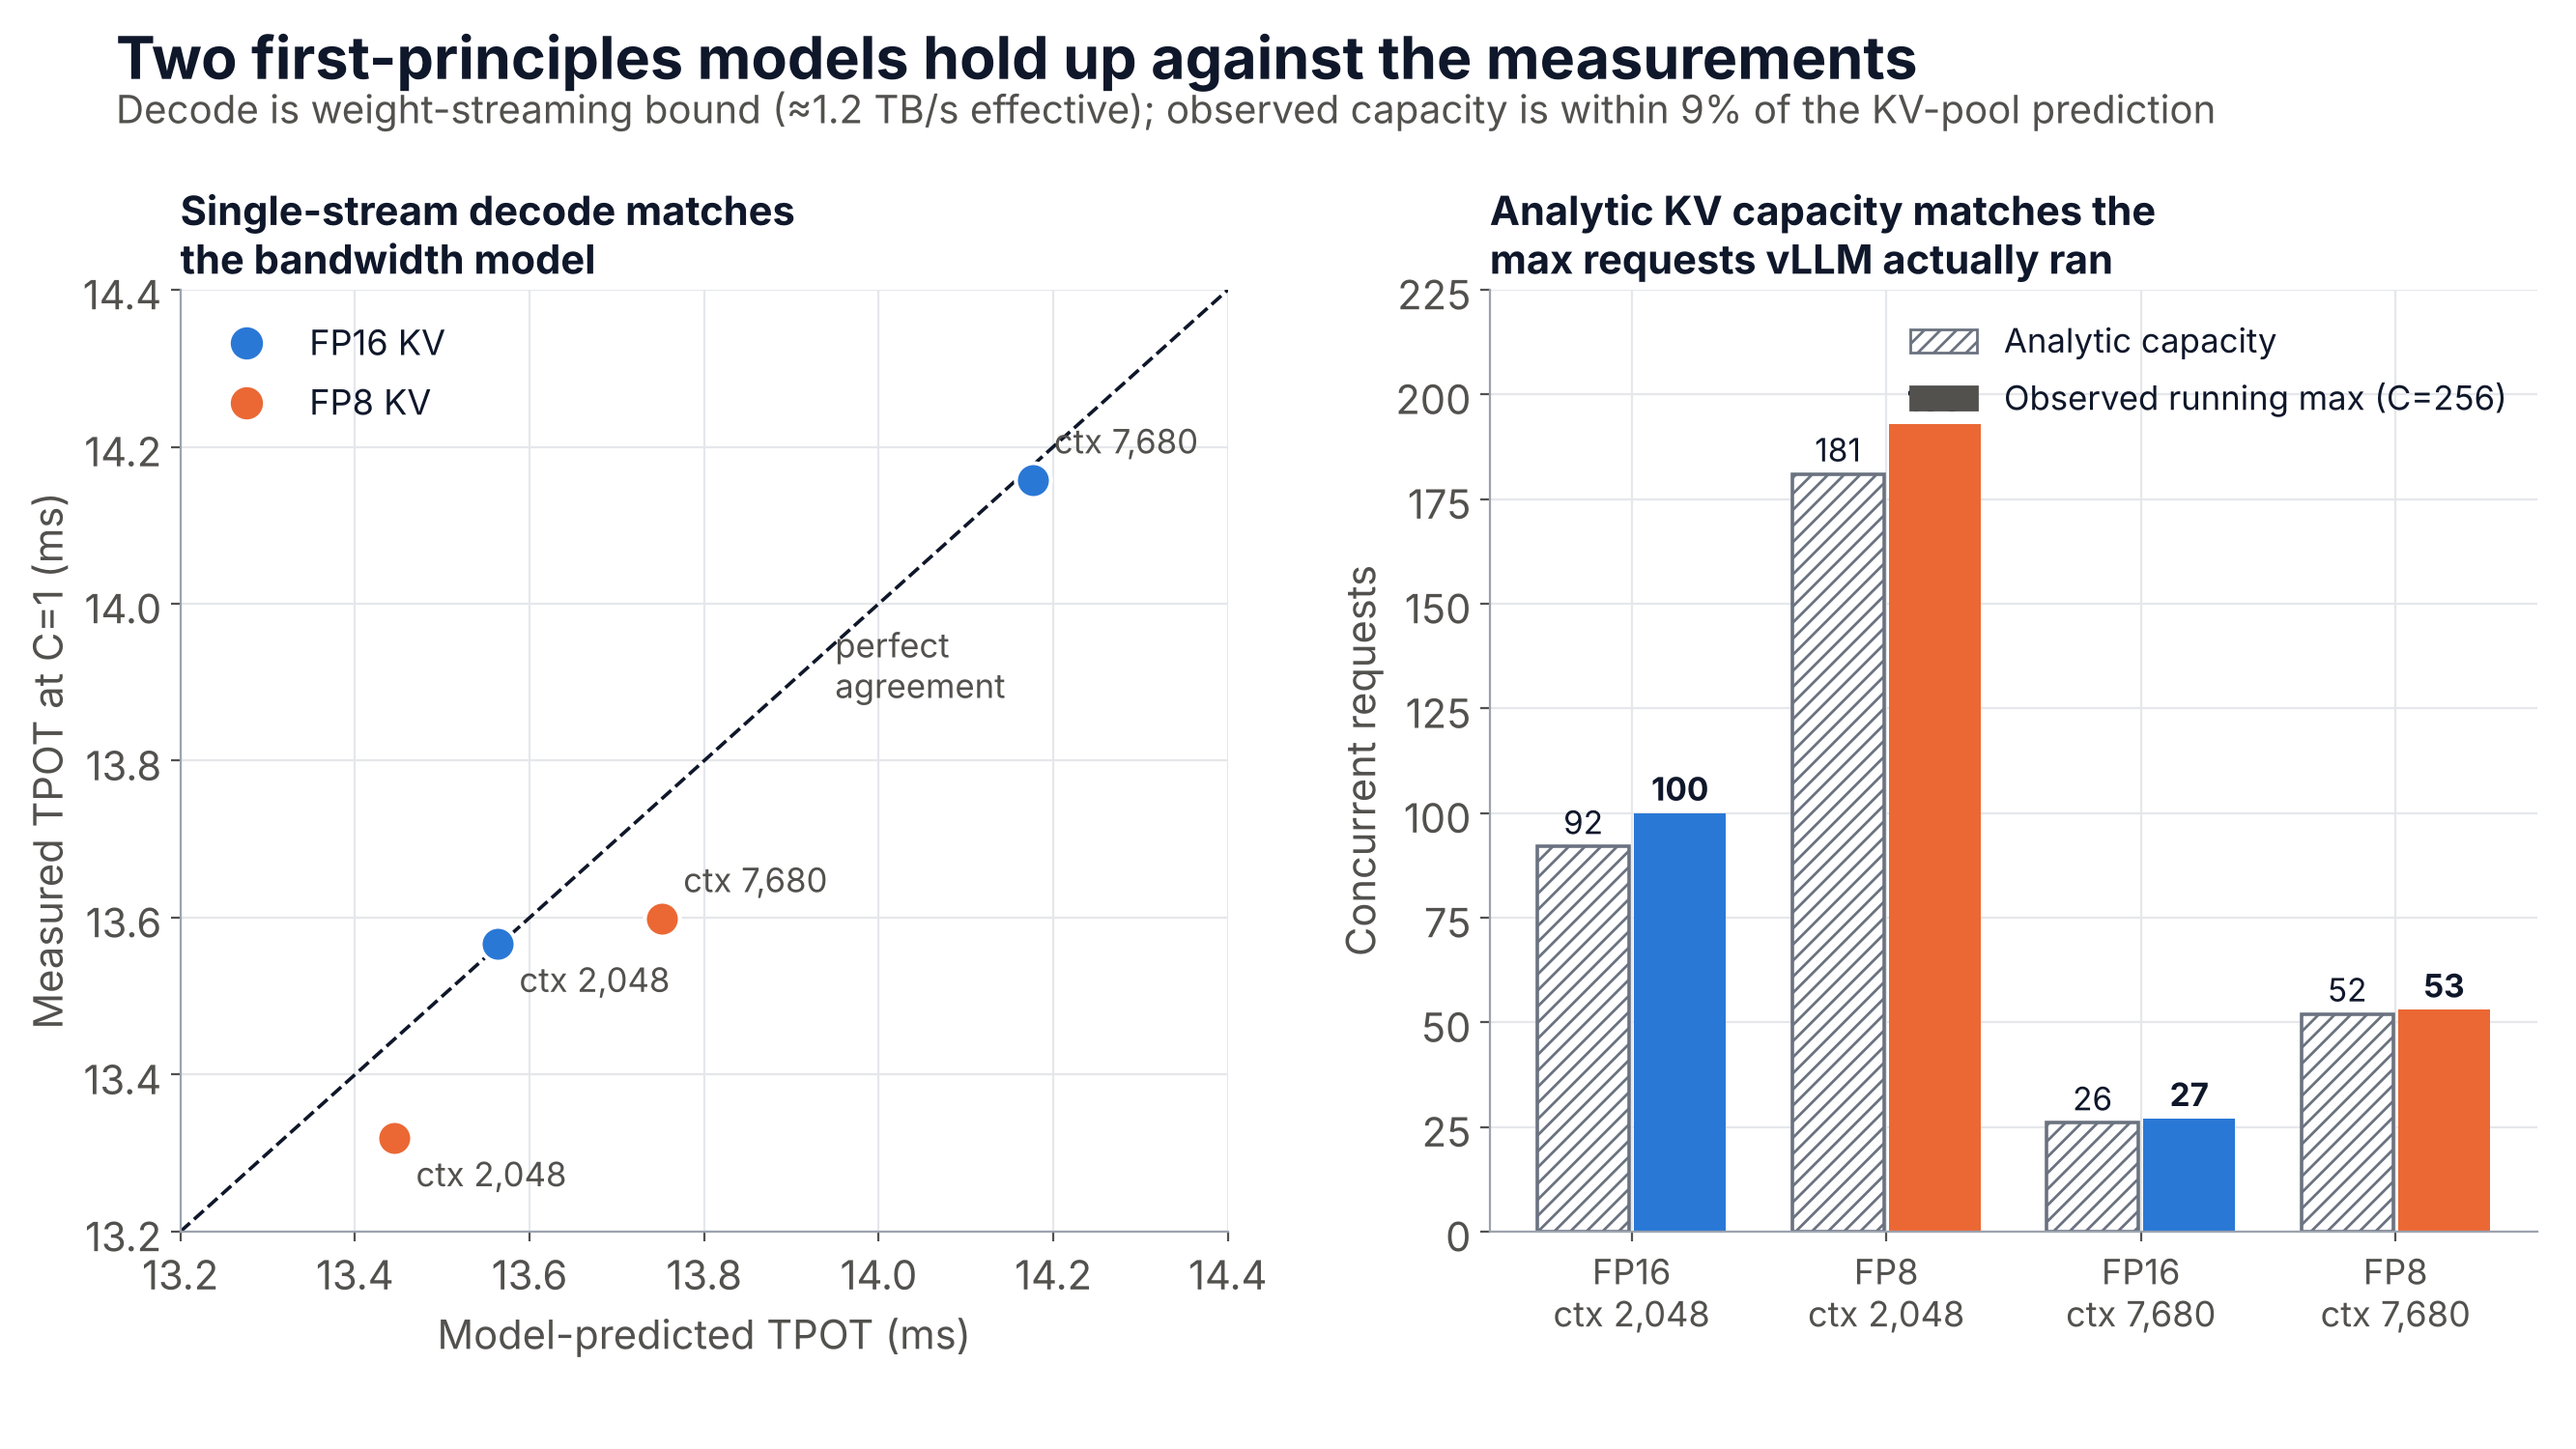 Two first-principles models hold up against the measurements
Decode is weight-streaming bound (≈1.2 TB/s effective); observed capacity is within 9% of the KV-pool prediction
Single-stream decode matches
the bandwidth model
14.4
14.2
14.0
13.8
13.6
13.4
13.2
Measured TPOT at C=1 (ms)
FP16 KV
FP8 KV
ctx 7,680
perfect
agreement
ctx 7,680
ctx 2,048
ctx 2,048
13.2
13.4
13.6
13.8
14.0
14.2
14.4
Model-predicted TPOT (ms)
Analytic KV capacity matches the
max requests vLLM actually ran
225
200
175
150
125
100
75
50
25
0
Concurrent requests
Analytic capacity
Observed running max (C=256)
92
100
181
26
27
52
53
FP16
ctx 2,048
FP8
ctx 2,048
FP16
ctx 7,680
FP8
ctx 7,680